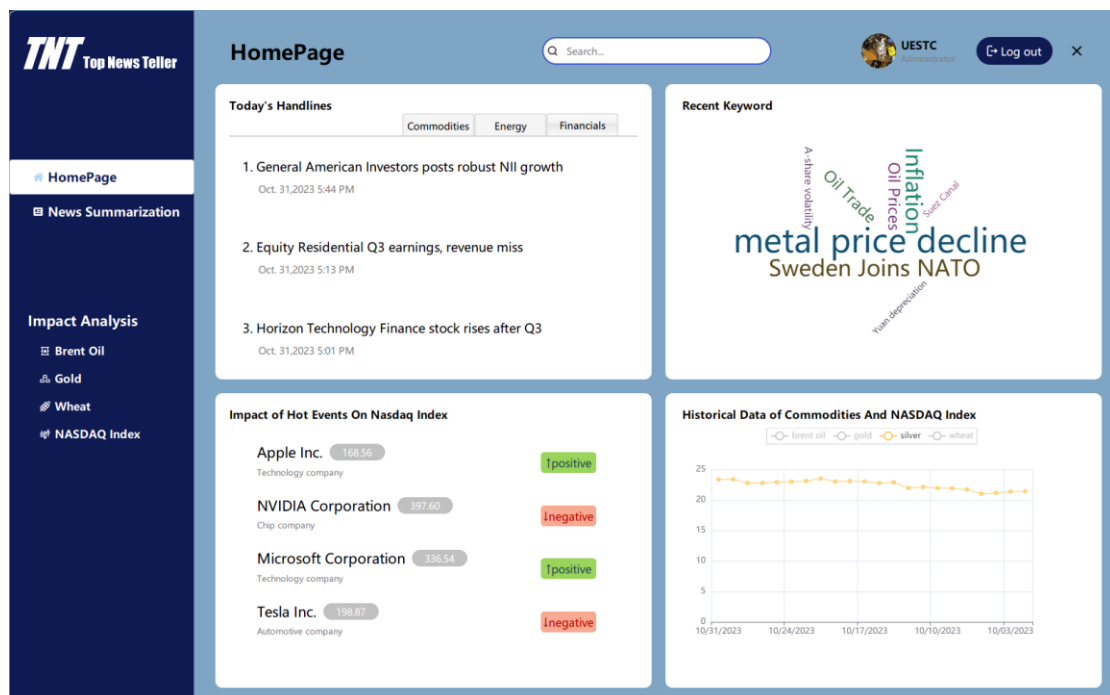 TNT Top News Teller
HomePage
News Summarization
Impact Analysis
Brent Oil
Gold
Wheat
NASDAQ Index
HomePage
Search...
UESTC
Administrator
Log out
Today's Handlines
Commodities Energy Financials
1. General American Investors posts robust NII growth
Oct. 31,2023 5:44 PM
2. Equity Residential Q3 earnings, revenue miss
Oct. 31,2023 5:13 PM
3. Horizon Technology Finance stock rises after Q3
Oct. 31,2023 5:01 PM
Recent Keyword
A-share volatility
Oil Trade
Oil Prices
Inflation
Suez Canal
metal price decline
Sweden Joins NATO
Yuan depreciation
Impact of Hot Events On Nasdaq Index
Apple Inc. 168.56
Technology company
↑positive
NVIDIA Corporation 397.60
Chip company
↓negative
Microsoft Corporation 336.54
Technology company
↑positive
Tesla Inc. 198.87
Automotive company
↓negative
Historical Data of Commodities And NASDAQ Index
brent oil gold silver wheat
25
20
15
10
5
0
10/31/2023 10/24/2023 10/17/2023 10/10/2023 10/03/2023